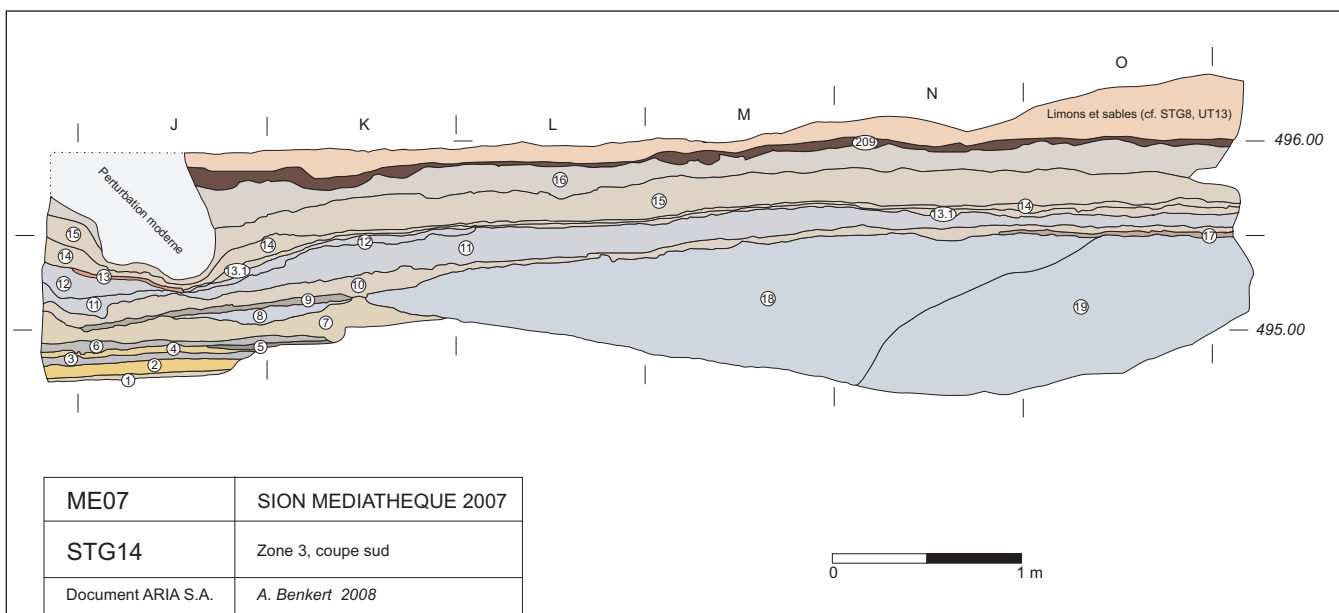 O
N
M
L
K
J
Limons et sables (cf. STG8, UT13)
496.00
209
Perturbation moderne
16
15
15
14
14
13.1
14
12
13.1
13
11
17
12
10
11
9
18
19
8
7
495.00
6
4
5
3
2
1
ME07 SION MEDIATHEQUE 2007
STG14 Zone 3, coupe sud
0 1 m
Document ARIA S.A. A. Benkert 2008